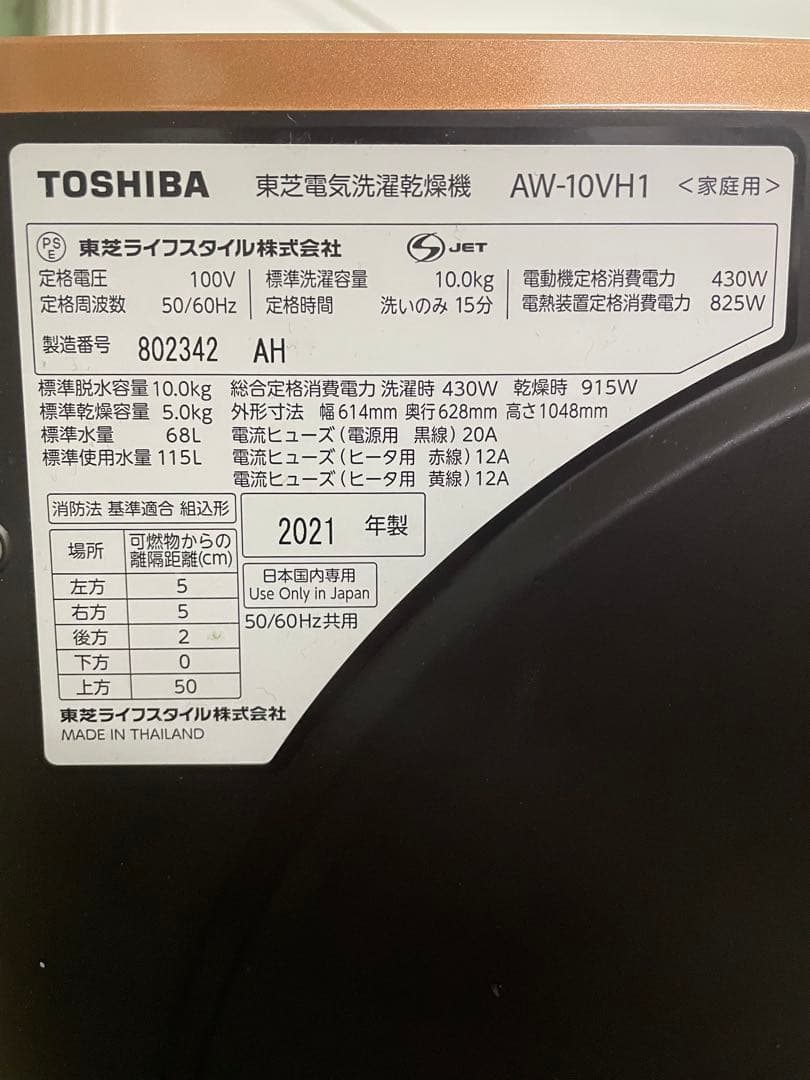 TOSHIBA 東芝電気洗濯乾燥機 AW-10VH1 <家庭用>
PS E 東芝ライフスタイル株式会社 S JET
定格電圧 100V 標準洗濯容量 10.0kg 電動機定格消費電力 430W
定格周波数 50/60Hz 定格時間 洗いのみ 15分 電熱装置定格消費電力 825W
製造番号 802342 AH
標準脱水容量 10.0kg 総合定格消費電力 洗濯時 430W 乾燥時 915W
標準乾燥容量 5.0kg 外形寸法 幅614mm 奥行628mm 高さ1048mm
標準水量 68L 電流ヒューズ(電源用 黒線)20A
標準使用水量 115L 電流ヒューズ(ヒータ用 赤線)12A
電流ヒューズ(ヒータ用 黄線)12A
消防法 基準適合 組込形
2021 年製
場所 可燃物からの離隔距離(cm)
左方 5
右方 5
後方 2
下方 0
上方 50
日本国内専用
Use Only in Japan
50/60Hz共用
東芝ライフスタイル株式会社
MADE IN THAILAND